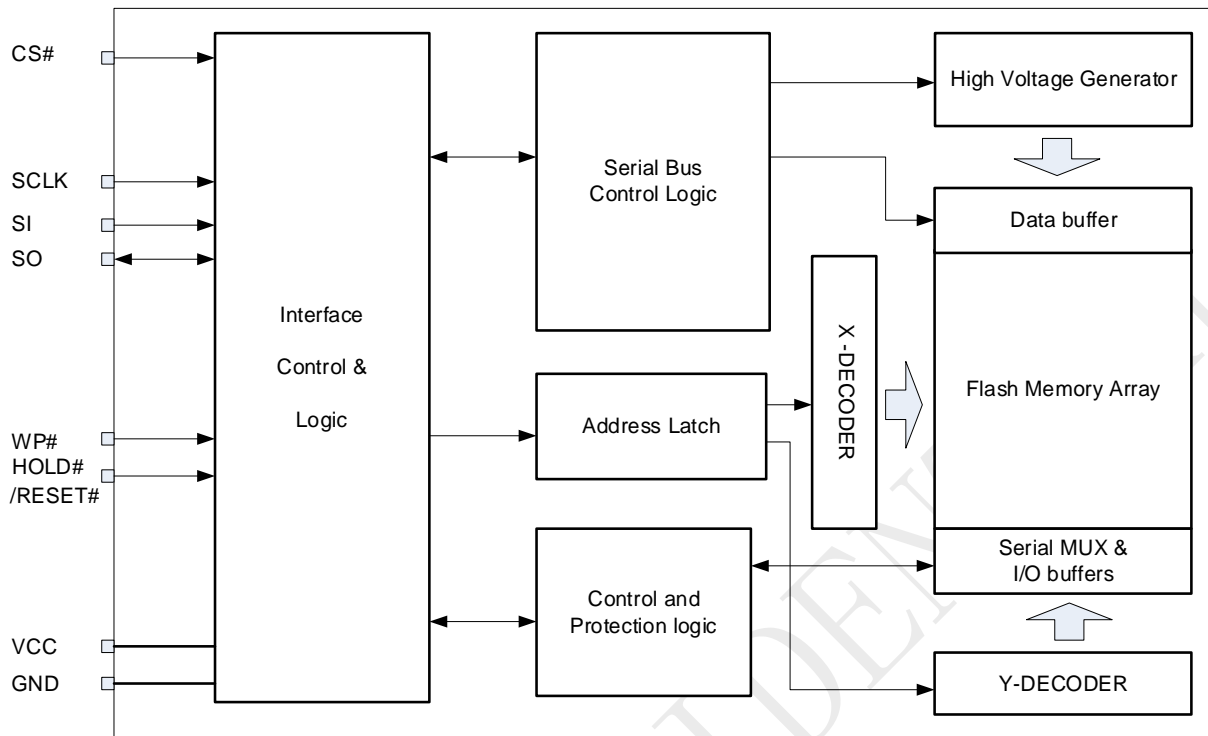 CS#
SCLK
SI
SO
WP#
HOLD#
/RESET#
VCC
GND
Interface
Control &
Logic
Serial Bus
Control Logic
Address Latch
Control and
Protection logic
X-DECODER
High Voltage Generator
Data buffer
Flash Memory Array
Serial MUX &
I/O buffers
Y-DECODER